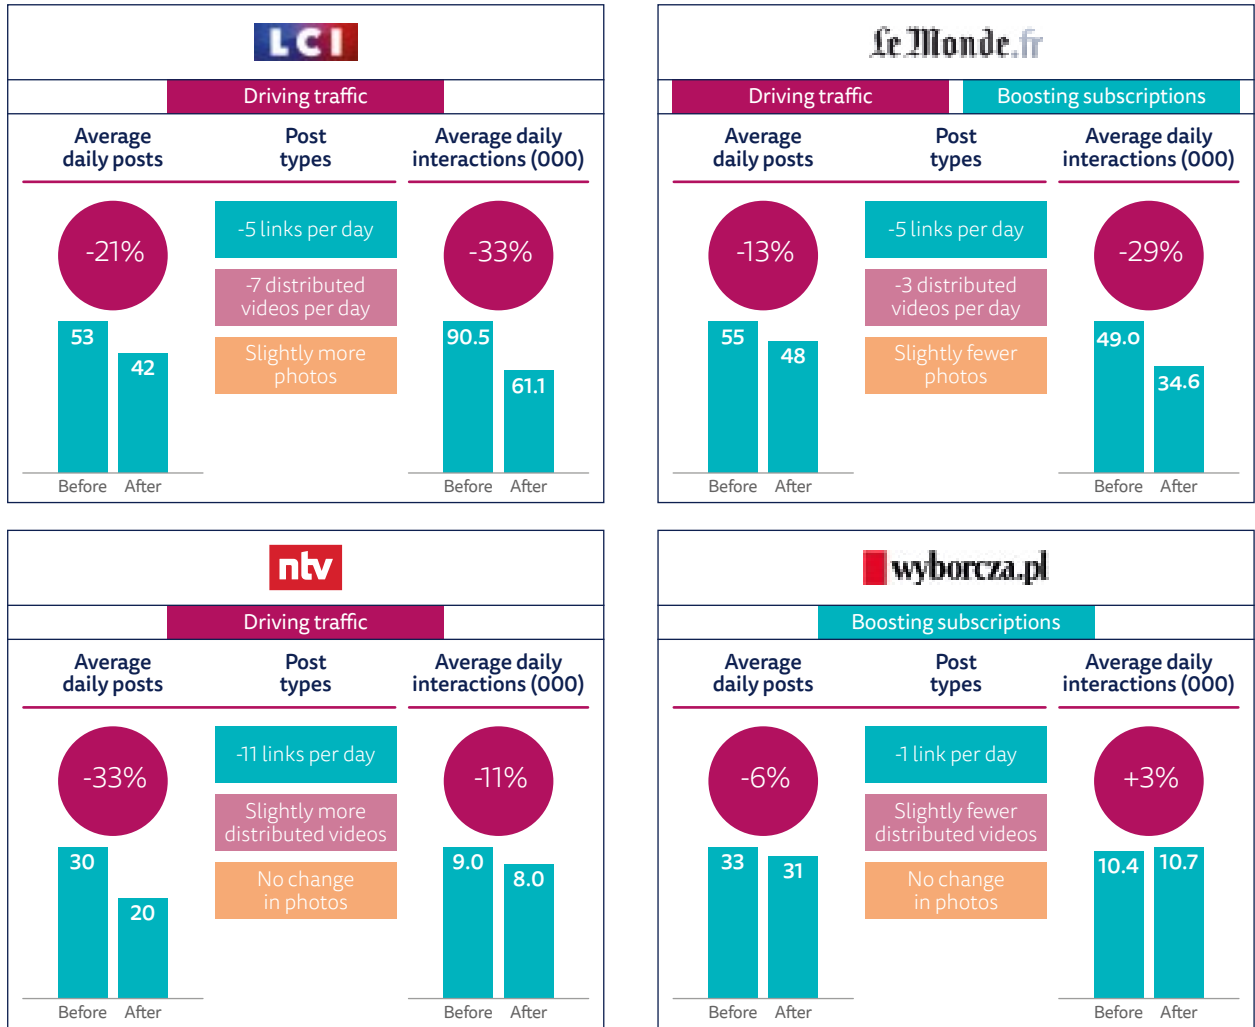 LCI
Driving traffic
Average
daily posts
Post
types
Average daily
interactions (000)
-21%
-5 links per day
-7 distributed
videos per day
Slightly more
photos
-33%
53
42
90.5
61.1
Before After
Before After
Le Monde.fr
Driving traffic
Boosting subscriptions
Average
daily posts
Post
types
Average daily
interactions (000)
-13%
-5 links per day
-3 distributed
videos per day
Slightly fewer
photos
-29%
55
48
49.0
34.6
Before After
Before After
ntv
Driving traffic
Average
daily posts
Post
types
Average daily
interactions (000)
-33%
-11 links per day
Slightly more
distributed videos
No change
in photos
-11%
30
20
9.0
8.0
Before After
Before After
wyborcza.pl
Boosting subscriptions
Average
daily posts
Post
types
Average daily
interactions (000)
-6%
-1 link per day
Slightly fewer
distributed videos
No change
in photos
+3%
33
31
10.4
10.7
Before After
Before After